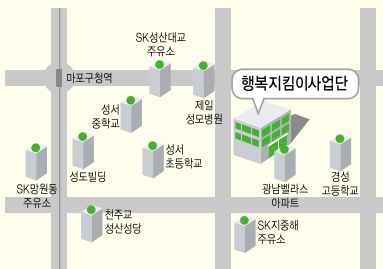 SK성산대교
주유소
마포구청역
행복지킴이사업단
제일
성모병원
성서
중학교
성도빌딩
성서
초등학교
SK망원동
주유소
광남벨라스
아파트
경성
고등학교
천주교
성산성당
SK지중해
주유소